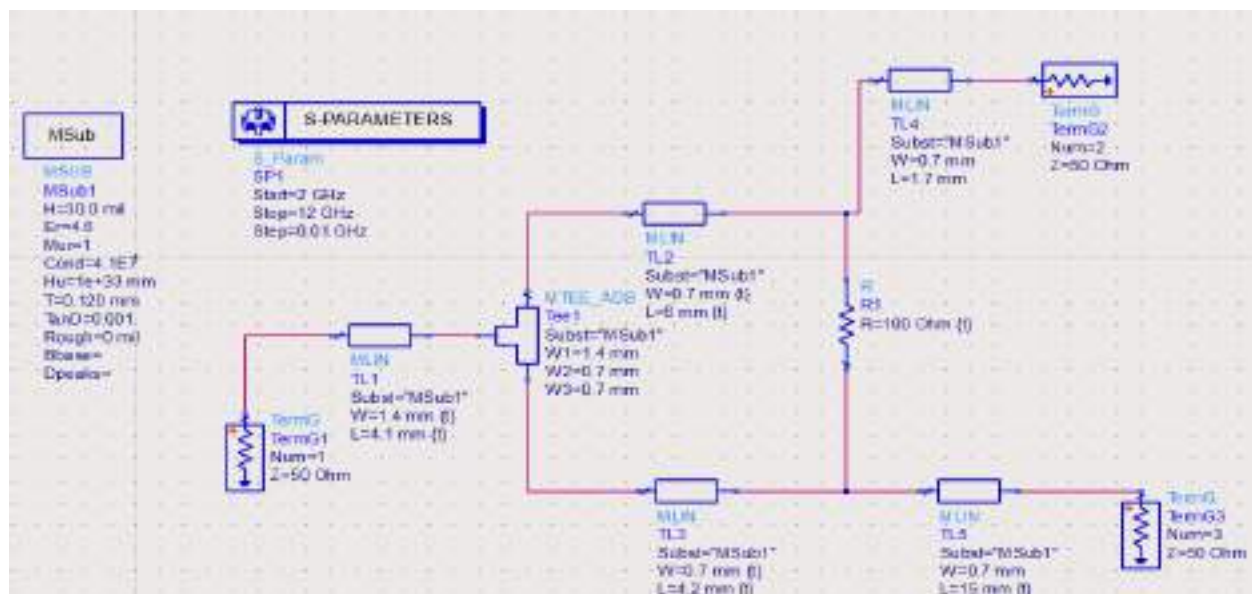 MSub
MSUB
MSub1
H=30.0 mil
Er=4.6
Mur=1
Cond=4.1E7
Hu=1e+33 mm
T=0.120 mm
TanD=0.001
Rough=0 mil
Bbase=
Dpeaks=
S-PARAMETERS
S_Param
SP1
Start=2 GHz
Stop=12 GHz
Step=0.01 GHz
TermG
TermG1
Num=1
Z=50 Ohm
MLIN
TL1
Subst="MSub1"
W=1.4 mm {t}
L=4.1 mm {t}
MTEE_ADS
Tee1
Subst="MSub1"
W1=1.4 mm
W2=0.7 mm
W3=0.7 mm
MLIN
TL2
Subst="MSub1"
W=0.7 mm {t}
L=6 mm {t}
MLIN
TL3
Subst="MSub1"
W=0.7 mm {t}
L=4.2 mm {t}
R
R1
R=100 Ohm {t}
MLIN
TL4
Subst="MSub1"
W=0.7 mm
L=1.7 mm
TermG
TermG2
Num=2
Z=50 Ohm
MLIN
TL5
Subst="MSub1"
W=0.7 mm
L=15 mm {t}
TermG
TermG3
Num=3
Z=50 Ohm